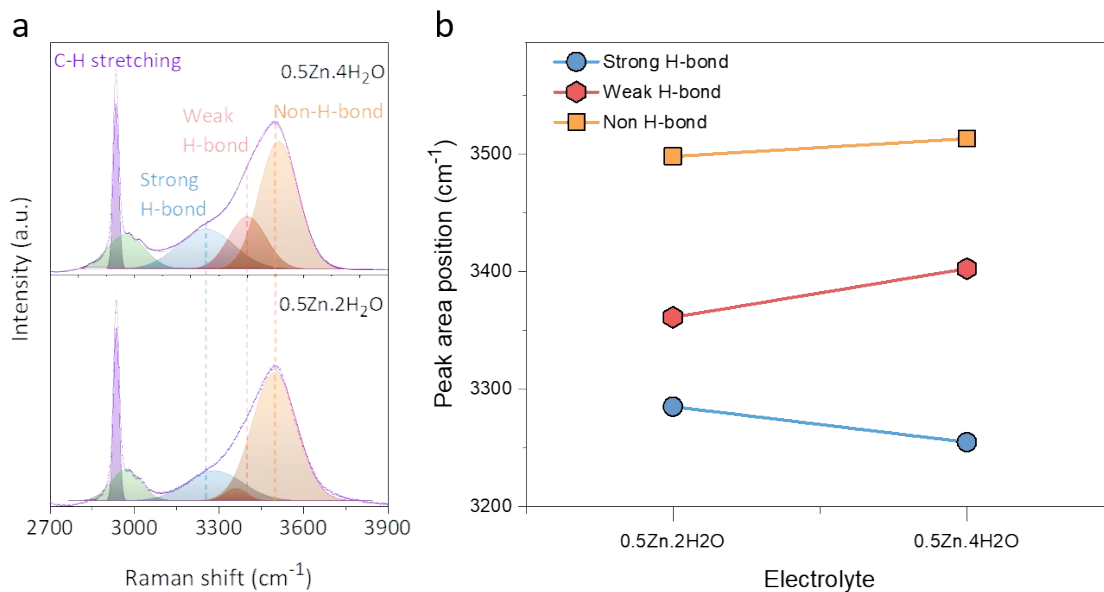 a
C-H stretching
0.5Zn.4H₂O
Weak
H-bond
Non-H-bond
Strong
H-bond
0.5Zn.2H₂O
Intensity (a.u.)
2700 3000 3300 3600 3900
Raman shift (cm⁻¹)
b
Strong H-bond
Weak H-bond
Non H-bond
Peak area position (cm⁻¹)
3500
3400
3300
3200
0.5Zn.2H2O 0.5Zn.4H2O
Electrolyte